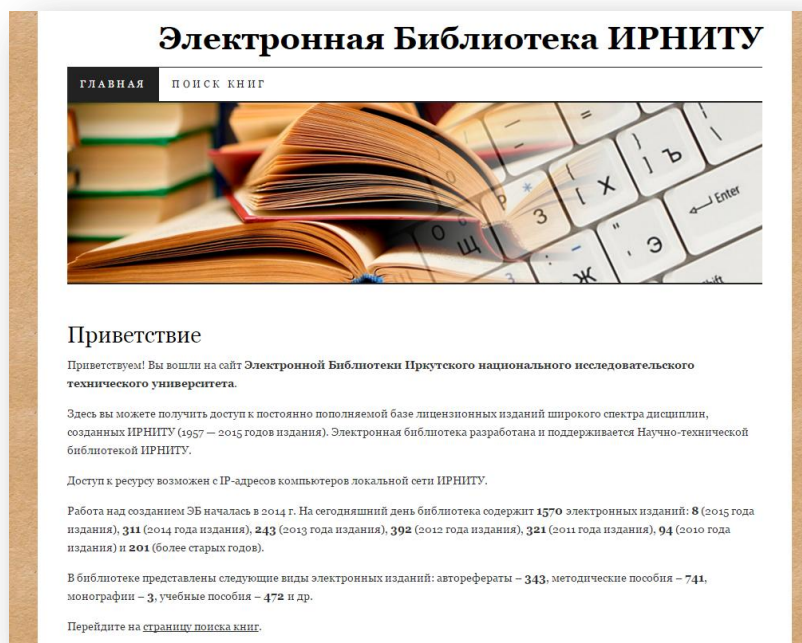 Электронная Библиотека ИРНИТУ
ГЛАВНАЯ ПОИСК КНИГ
Enter
Shift
Приветствие
Приветствуем! Вы вошли на сайт Электронной Библиотеки Иркутского национального исследовательского
технического университета.
Здесь вы можете получить доступ к постоянно пополняемой базе лицензионных изданий широкого спектра дисциплин,
созданных ИРНИТУ (1957 — 2015 годов издания). Электронная библиотека разработана и поддерживается Научно-технической
библиотекой ИРНИТУ.
Доступ к ресурсу возможен с IP-адресов компьютеров локальной сети ИРНИТУ.
Работа над созданием ЭБ началась в 2014 г. На сегодняшний день библиотека содержит 1570 электронных изданий: 8 (2015 года
издания), 311 (2014 года издания), 243 (2013 года издания), 392 (2012 года издания), 321 (2011 года издания), 94 (2010 года
издания) и 201 (более старых годов).
В библиотеке представлены следующие виды электронных изданий: авторефераты – 343, методические пособия – 741,
монографии – 3, учебные пособия – 472 и др.
Перейдите на страницу поиска книг.